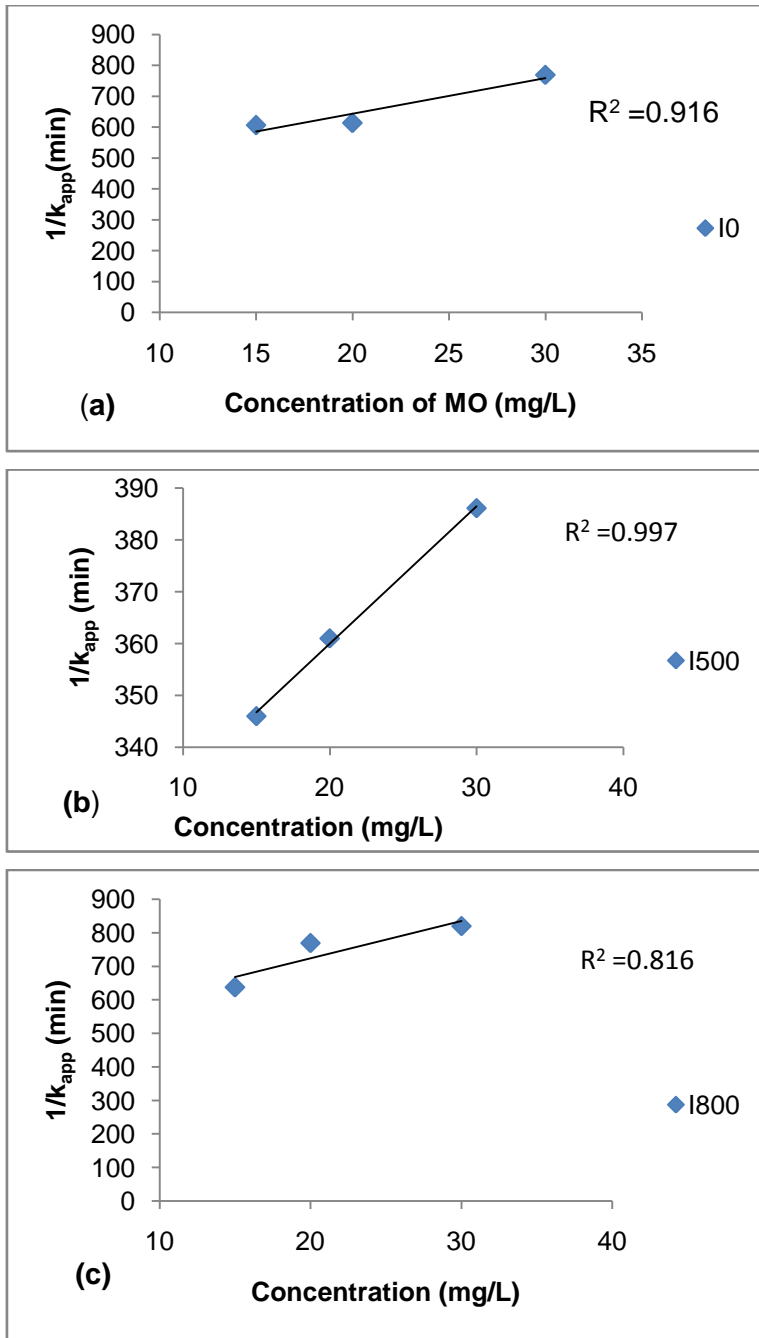 900
800
700
600
500
400
300
200
100
0
1/k_app(min)
R² =0.916
I0
10 15 20 25 30 35
(a) Concentration of MO (mg/L)
390
380
370
360
350
340
1/k_app (min)
R² =0.997
I500
10 20 30 40
(b)
Concentration (mg/L)
900
800
700
600
500
400
300
200
100
0
1/k_app (min)
R² =0.816
I800
10 20 30 40
(c)
Concentration (mg/L)